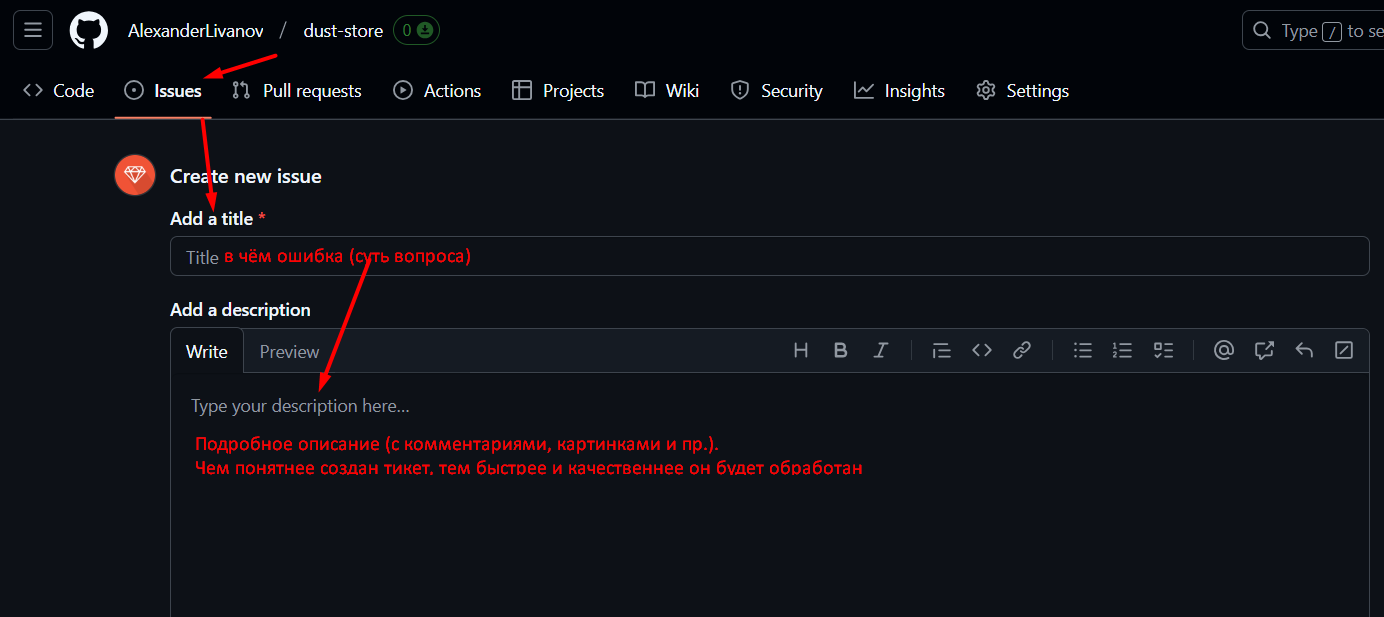 AlexanderLivanov / dust-store 0 Type / to se
Code Issues Pull requests Actions Projects Wiki Security Insights Settings
Create new issue
Add a title *
Title в чём ошибка (суть вопроса)
Add a description
Write Preview H B I @
Type your description here...
Подробное описание (с комментариями, картинками и пр.).
Чем понятнее создан тикет, тем быстрее и качественнее он будет обработан